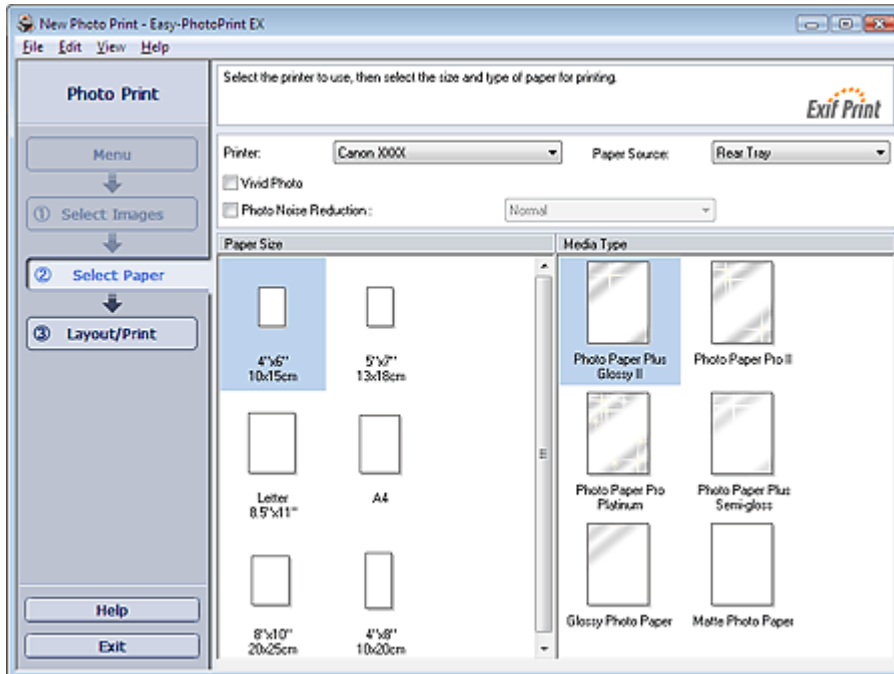 New Photo Print - Easy-PhotoPrint EX
File Edit View Help
Photo Print
Menu
① Select Images
② Select Paper
③ Layout/Print
Help
Exit
Select the printer to use, then select the size and type of paper for printing.
Exif Print
Printer: Canon XXXX Paper Source: Rear Tray
Vivid Photo
Photo Noise Reduction : Normal
Paper Size
4"x6"
10x15cm
5"x7"
13x18cm
Letter
8.5"x11"
A4
8"x10"
20x25cm
4"x8"
10x20cm
Media Type
Photo Paper Plus
Glossy II
Photo Paper Pro II
Photo Paper Pro
Platinum
Photo Paper Plus
Semi-gloss
Glossy Photo Paper
Matte Photo Paper